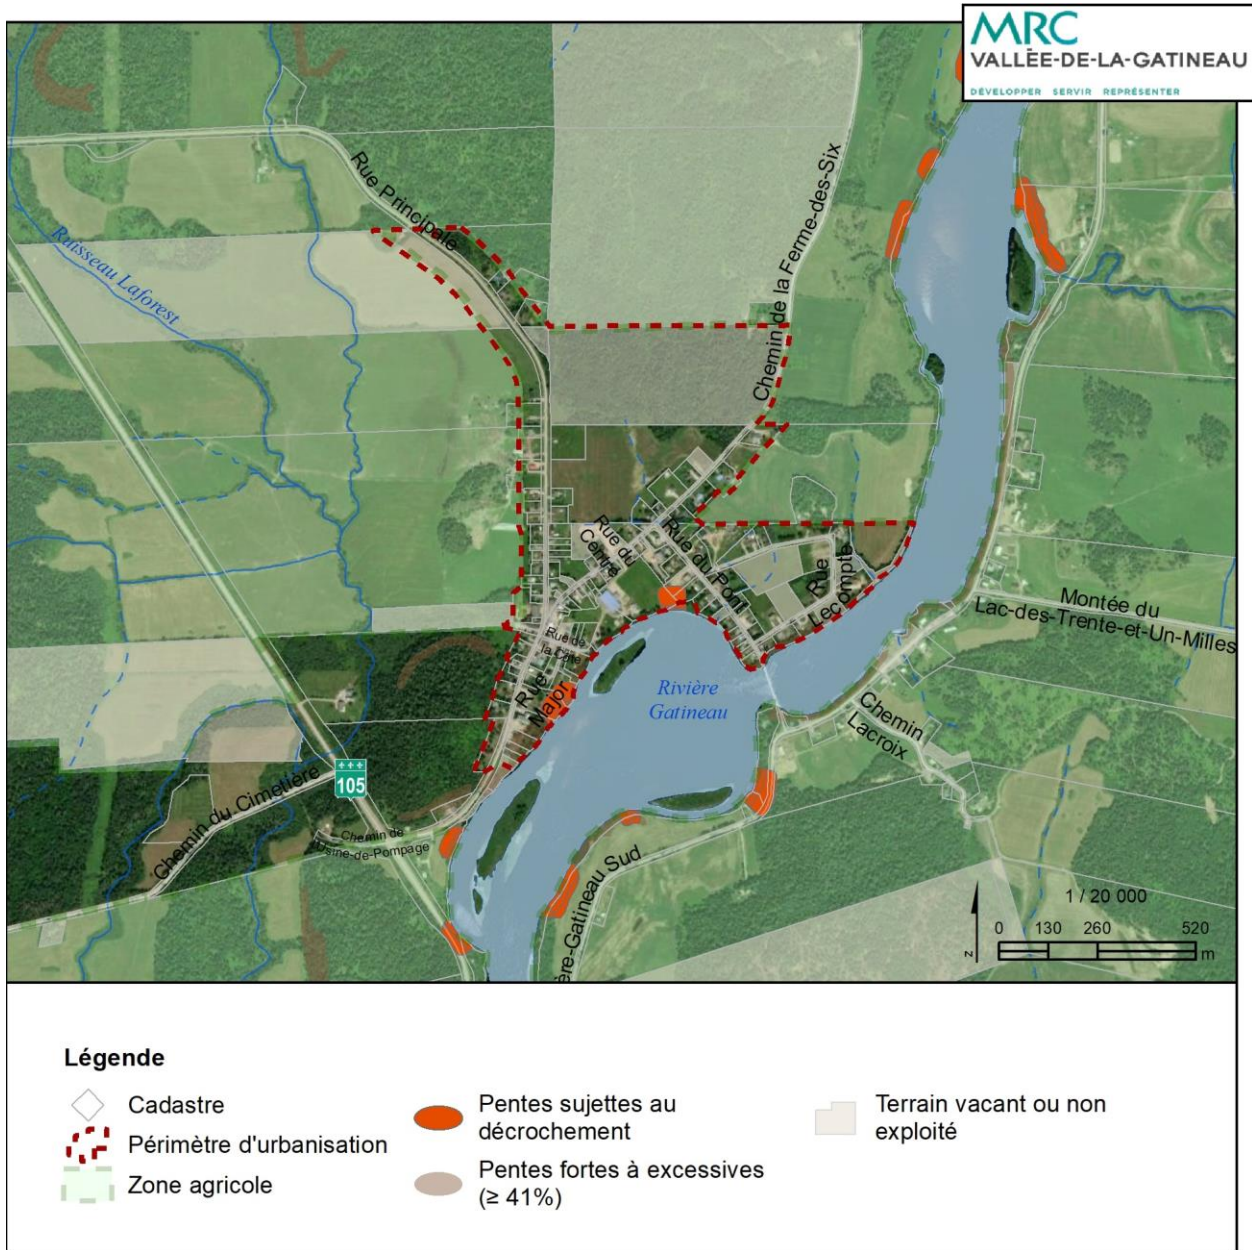 MRC
VALLÉE-DE-LA-GATINEAU
DÉVELOPPER SERVIR REPRÉSENTER
Rue Principale
Chemin de la Ferme-des-Six
Ruisseau Laforest
Rue du
Centre
Rue du Pont
Rue
Lecompte
Montée du
Lac-des-Trente-et-Un-Milles
Rue de
la Côte
Rue
Major
Rivière
Gatineau
Chemin
Lacroix
105
Chemin du Cimetière
Chemin de
Usine-de-Pompage
ère-Gatineau Sud
1 / 20 000
0 130 260 520
m
z
Légende
Cadastre
Périmètre d'urbanisation
Zone agricole
Pentes sujettes au
décrochement
Pentes fortes à excessives
(≥ 41%)
Terrain vacant ou non
exploité